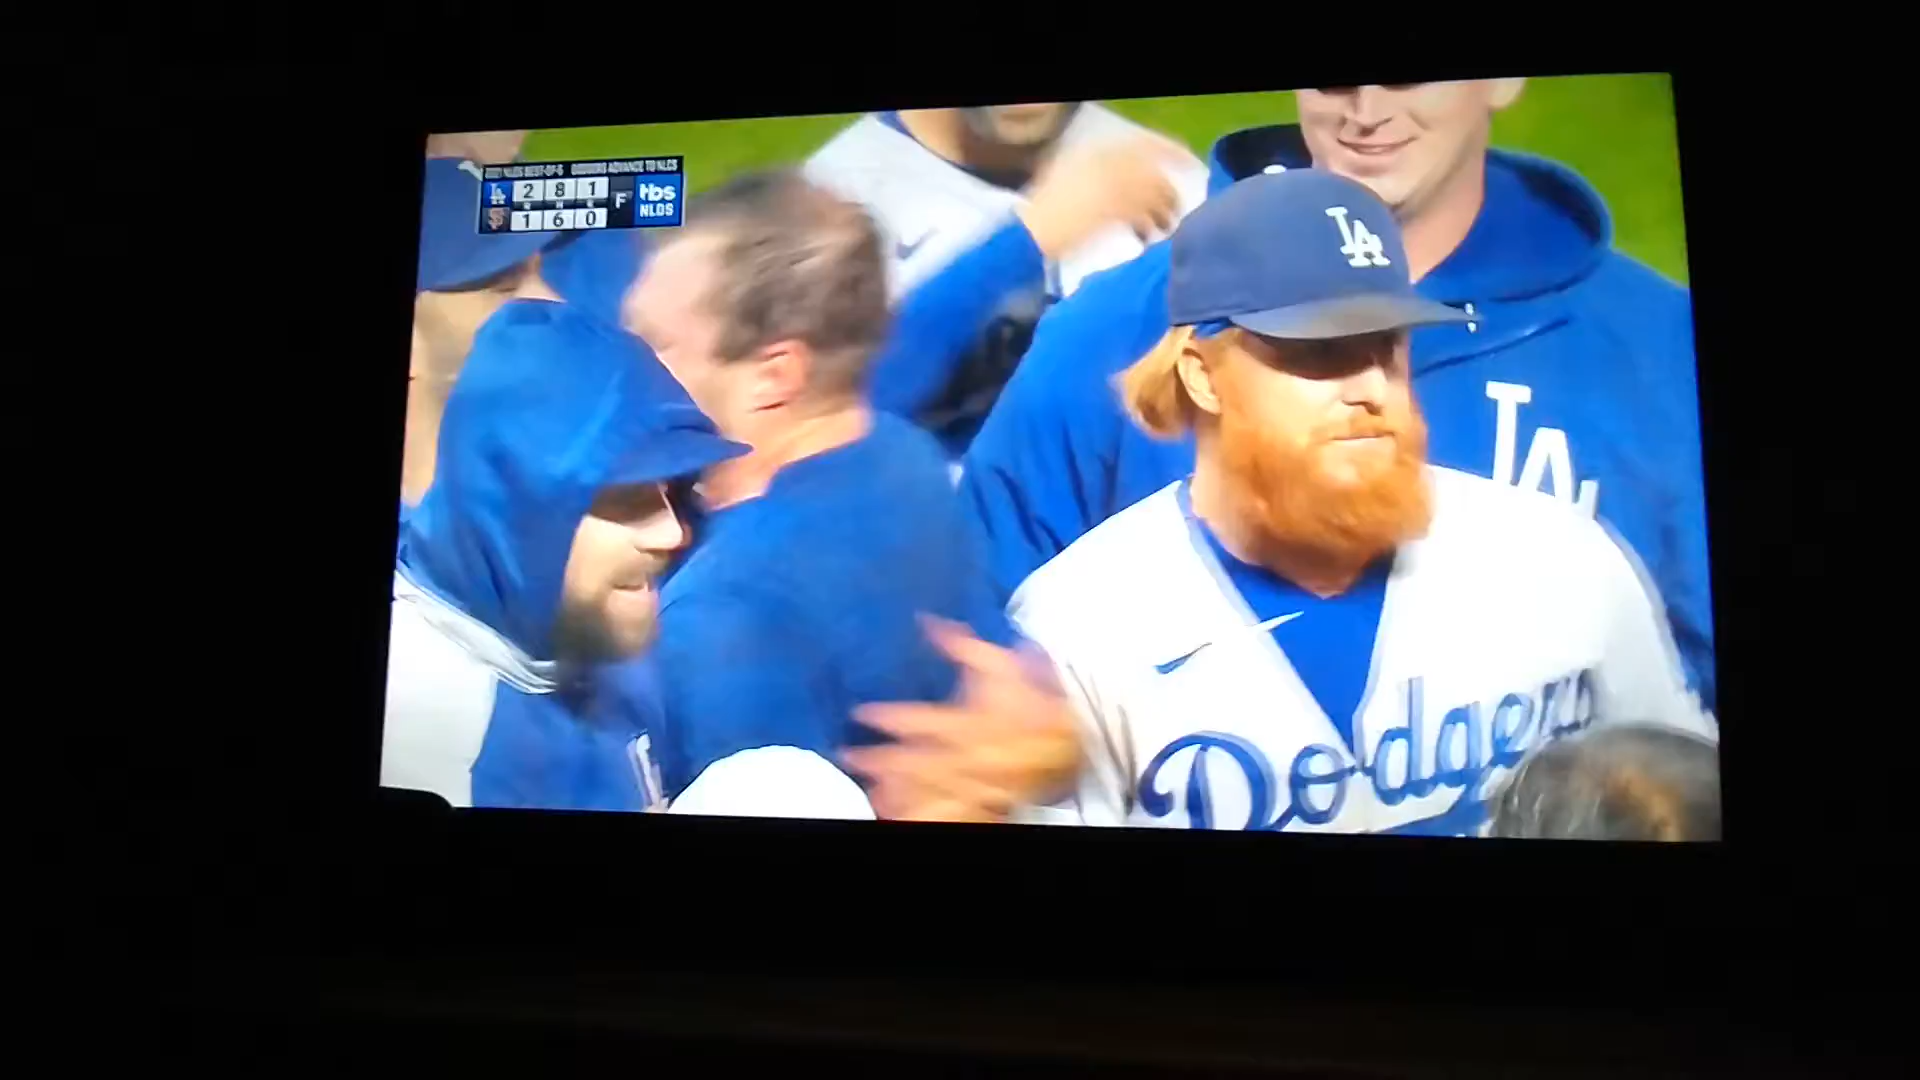 2021 NLDS BEST-OF-5 DODGERS ADVANCE TO NLCS
LA 2 8 1 F tbs
R H E NLDS
SF 1 6 0
LA
LA
Dodgers